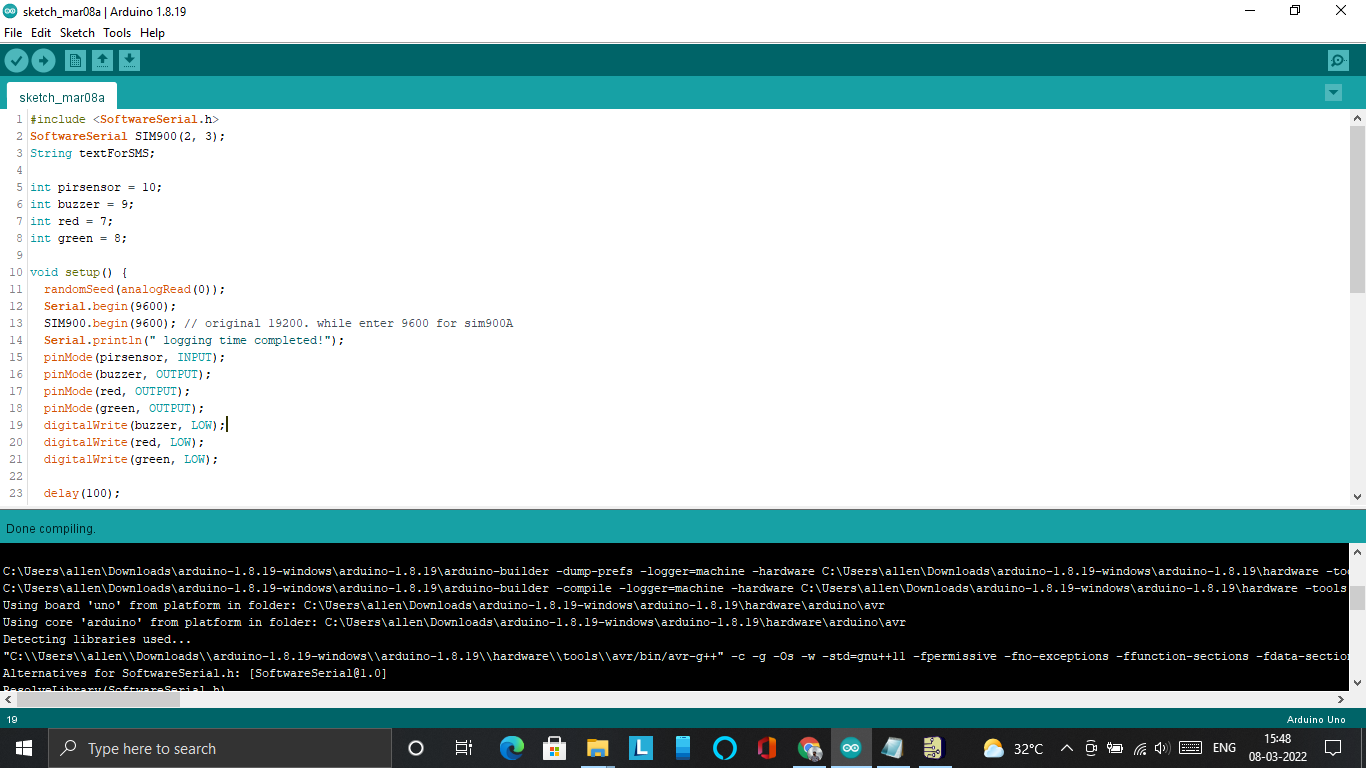 sketch_mar08a | Arduino 1.8.19
File Edit Sketch Tools Help
sketch_mar08a
1 #include <SoftwareSerial.h>
2 SoftwareSerial SIM900(2, 3);
3 String textForSMS;
4
5 int pirsensor = 10;
6 int buzzer = 9;
7 int red = 7;
8 int green = 8;
9
10 void setup() {
11 randomSeed(analogRead(0));
12 Serial.begin(9600);
13 SIM900.begin(9600); // original 19200. while enter 9600 for sim900A
14 Serial.println(" logging time completed!");
15 pinMode(pirsensor, INPUT);
16 pinMode(buzzer, OUTPUT);
17 pinMode(red, OUTPUT);
18 pinMode(green, OUTPUT);
19 digitalWrite(buzzer, LOW);
20 digitalWrite(red, LOW);
21 digitalWrite(green, LOW);
22
23 delay(100);
Done compiling.
C:\Users\allen\Downloads\arduino-1.8.19-windows\arduino-1.8.19\arduino-builder -dump-prefs -logger=machine -hardware C:\Users\allen\Downloads\arduino-1.8.19-windows\arduino-1.8.19\hardware -too
C:\Users\allen\Downloads\arduino-1.8.19-windows\arduino-1.8.19\arduino-builder -compile -logger=machine -hardware C:\Users\allen\Downloads\arduino-1.8.19-windows\arduino-1.8.19\hardware -tools
Using board 'uno' from platform in folder: C:\Users\allen\Downloads\arduino-1.8.19-windows\arduino-1.8.19\hardware\arduino\avr
Using core 'arduino' from platform in folder: C:\Users\allen\Downloads\arduino-1.8.19-windows\arduino-1.8.19\hardware\arduino\avr
Detecting libraries used...
"C:\\Users\\allen\\Downloads\\arduino-1.8.19-windows\\arduino-1.8.19\\hardware\\tools\\avr/bin/avr-g++" -c -g -Os -w -std=gnu++11 -fpermissive -fno-exceptions -ffunction-sections -fdata-section
Alternatives for SoftwareSerial.h: [SoftwareSerial@1.0]
ResolveLibrary(SoftwareSerial.h)
19 Arduino Uno
Type here to search
L
32°C
ENG
15:48
08-03-2022